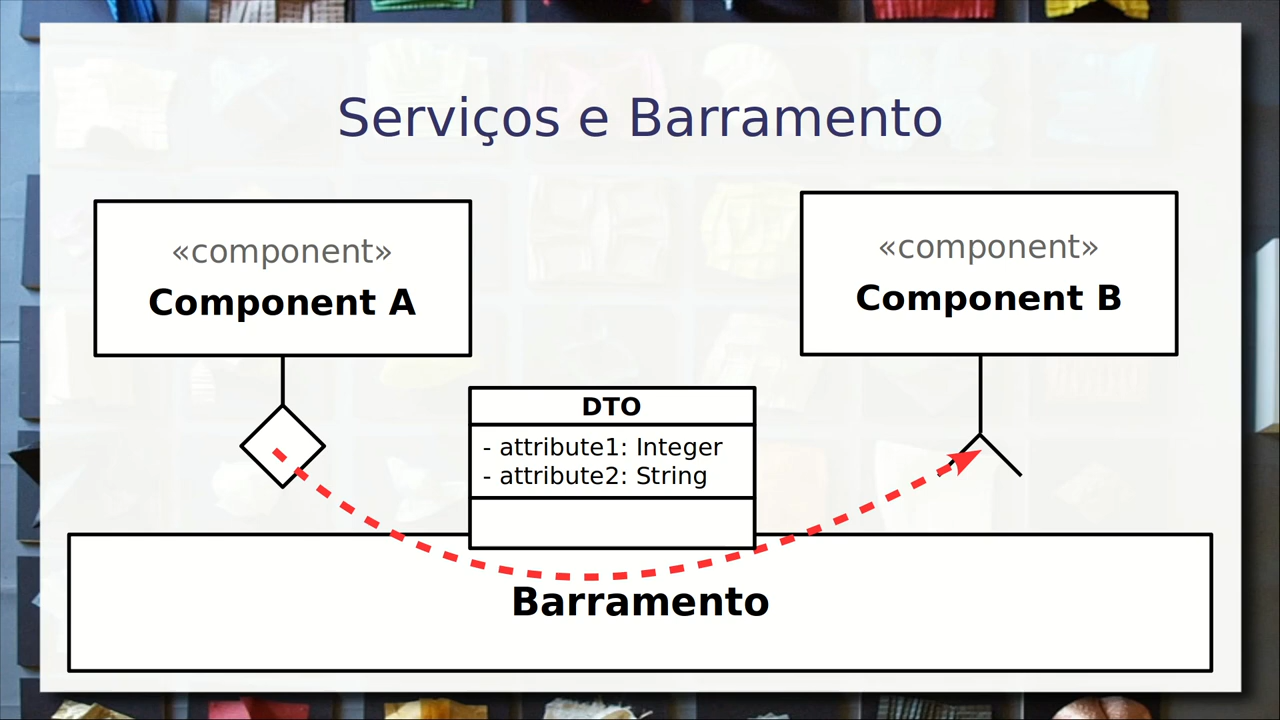 Serviços e Barramento
«component»
Component A
«component»
Component B
DTO
- attribute1: Integer
- attribute2: String
Barramento